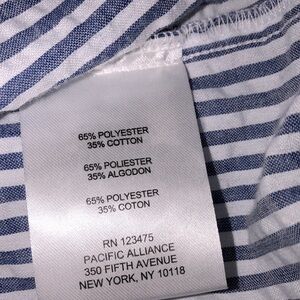 65% POLYESTER
35% COTTON
65% POLIESTER
35% ALGODON
65% POLYESTER
35% COTON
RN 123475
PACIFIC ALLIANCE
350 FIFTH AVENUE
NEW YORK, NY 10118